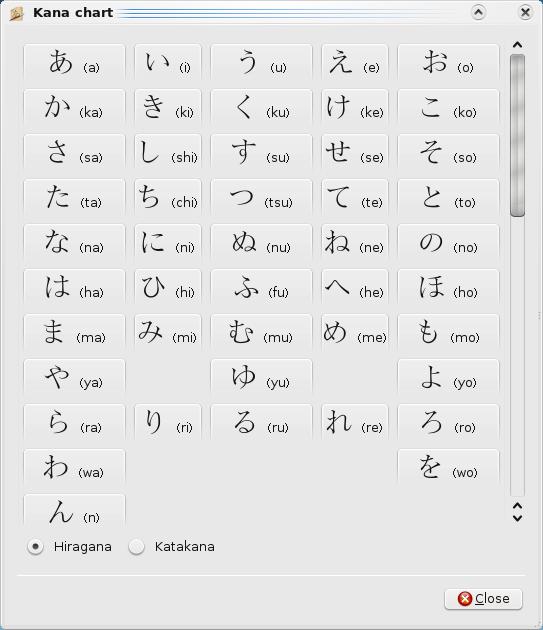 Kana chart
あ (a) い (i) う (u) え (e) お (o)
か (ka) き (ki) く (ku) け (ke) こ (ko)
さ (sa) し (shi) す (su) せ (se) そ (so)
た (ta) ち (chi) つ (tsu) て (te) と (to)
な (na) に (ni) ぬ (nu) ね (ne) の (no)
は (ha) ひ (hi) ふ (fu) へ (he) ほ (ho)
ま (ma) み (mi) む (mu) め (me) も (mo)
や (ya) ゆ (yu) よ (yo)
ら (ra) り (ri) る (ru) れ (re) ろ (ro)
わ (wa) を (wo)
ん (n)
Hiragana Katakana
Close